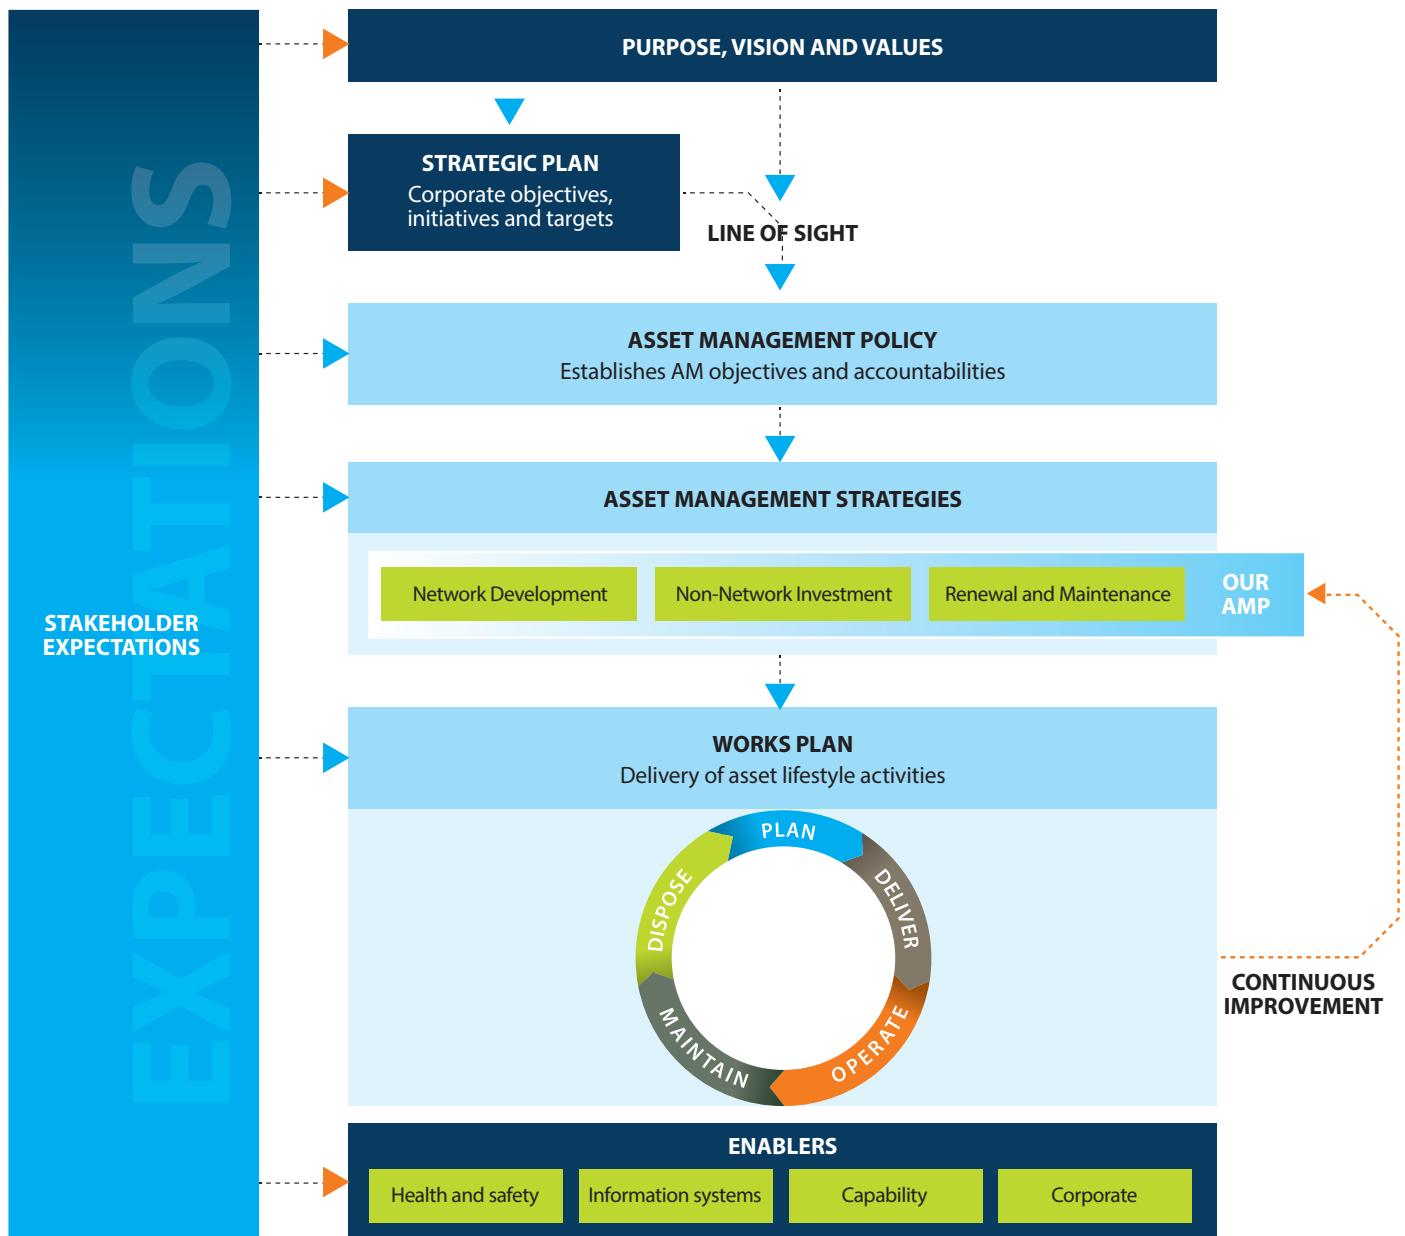 EXPECTATIONS
STAKEHOLDER
EXPECTATIONS
PURPOSE, VISION AND VALUES
STRATEGIC PLAN
Corporate objectives,
initiatives and targets
LINE OF SIGHT
ASSET MANAGEMENT POLICY
Establishes AM objectives and accountabilities
ASSET MANAGEMENT STRATEGIES
Network Development
Non-Network Investment
Renewal and Maintenance
OUR
AMP
WORKS PLAN
Delivery of asset lifestyle activities
PLAN
DELIVER
OPERATE
MAINTAIN
DISPOSE
CONTINUOUS
IMPROVEMENT
ENABLERS
Health and safety
Information systems
Capability
Corporate